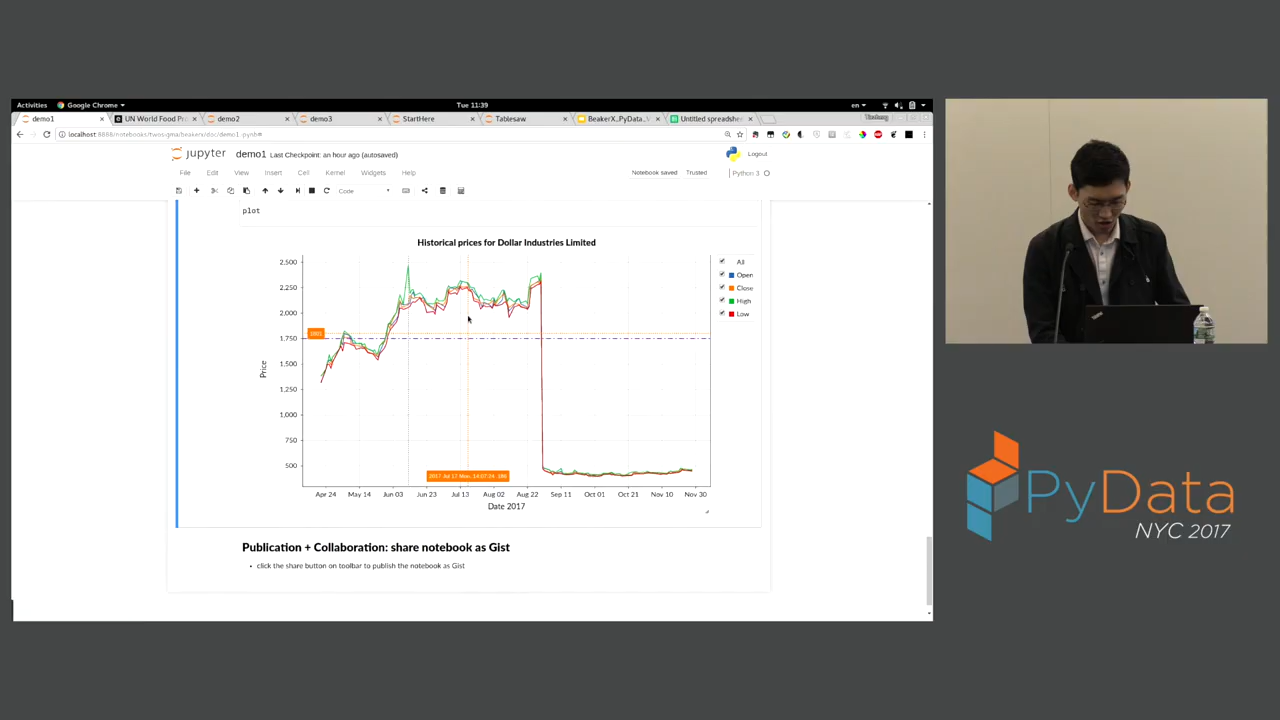 Activities
Google Chrome
Tue 11:39
en
demo1
UN World Food Pro
demo2
demo3
StartHere
Tablesaw
BeakerX_PyData_
Untitled spreadshe
localhost
jupyter
demo1 Last Checkpoint: an hour ago (autosaved)
Logout
File
Edit
View
Insert
Cell
Kernel
Widgets
Help
Notebook saved
Trusted
Python 3
Code
plot
Historical prices for Dollar Industries Limited
2,500
2,250
2,000
1,750
1,500
1,250
1,000
750
500
Price
All
Open
Close
High
Low
Apr 24
May 14
Jun 03
Jun 23
Jul 13
Aug 02
Aug 22
Sep 11
Oct 01
Oct 21
Nov 10
Nov 30
Date 2017
Publication + Collaboration: share notebook as Gist
• click the share button on toolbar to publish the notebook as Gist
PyData
NYC 2017